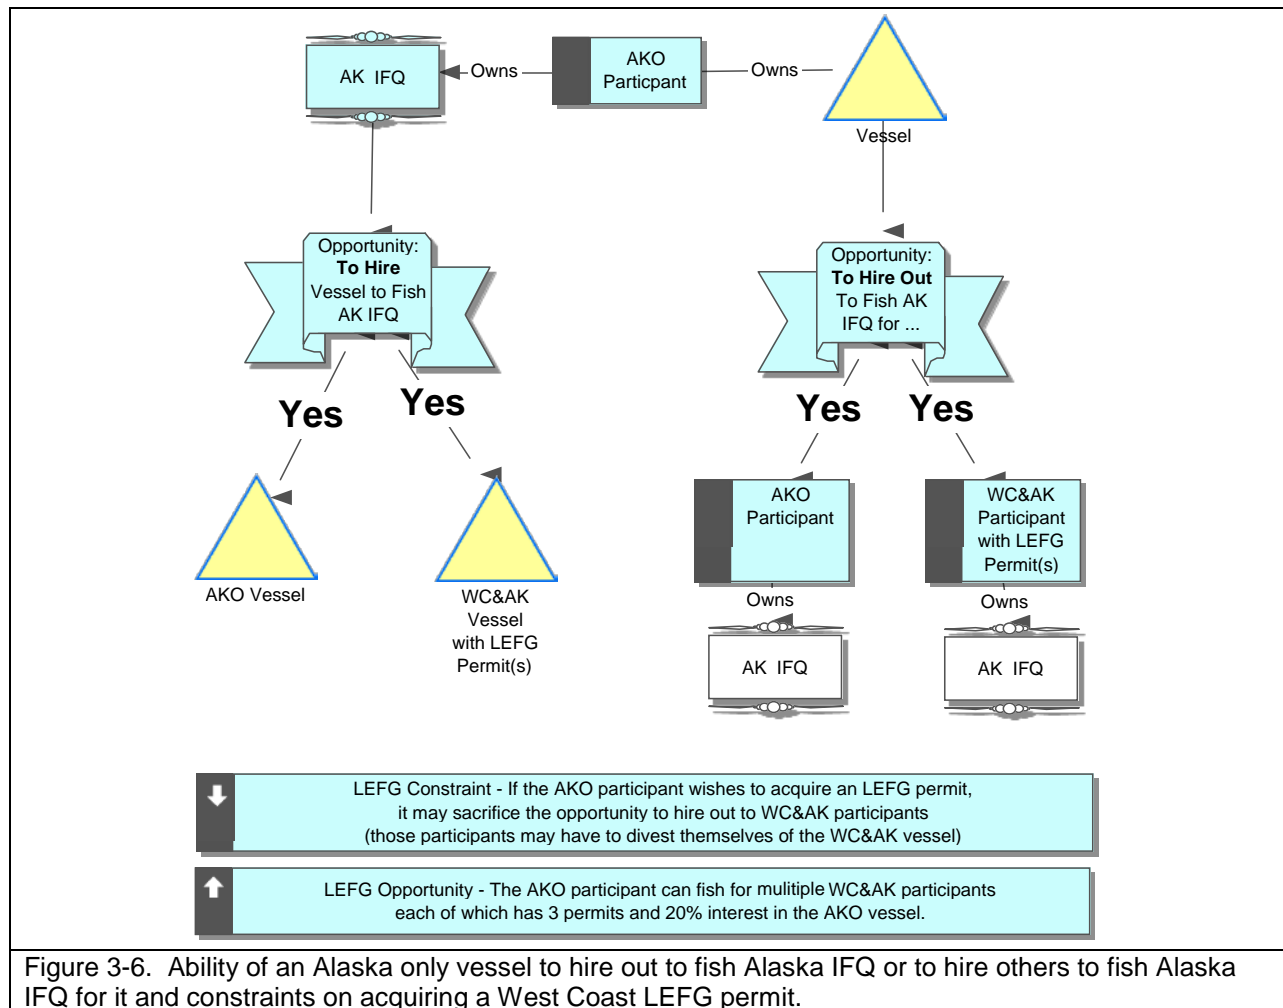 AK IFQ
Owns
AKO
Particpant
Owns
Vessel
Opportunity:
To Hire
Vessel to Fish
AK IFQ
Yes
Yes
AKO Vessel
WC&AK
Vessel
with LEFG
Permit(s)
Opportunity:
To Hire Out
To Fish AK
IFQ for ...
Yes
Yes
AKO
Participant
Owns
AK IFQ
WC&AK
Participant
with LEFG
Permit(s)
Owns
AK IFQ
LEFG Constraint - If the AKO participant wishes to acquire an LEFG permit,
it may sacrifice the opportunity to hire out to WC&AK participants
(those participants may have to divest themselves of the WC&AK vessel)
LEFG Opportunity - The AKO participant can fish for mulitiple WC&AK participants
each of which has 3 permits and 20% interest in the AKO vessel.
Figure 3-6. Ability of an Alaska only vessel to hire out to fish Alaska IFQ or to hire others to fish Alaska
IFQ for it and constraints on acquiring a West Coast LEFG permit.